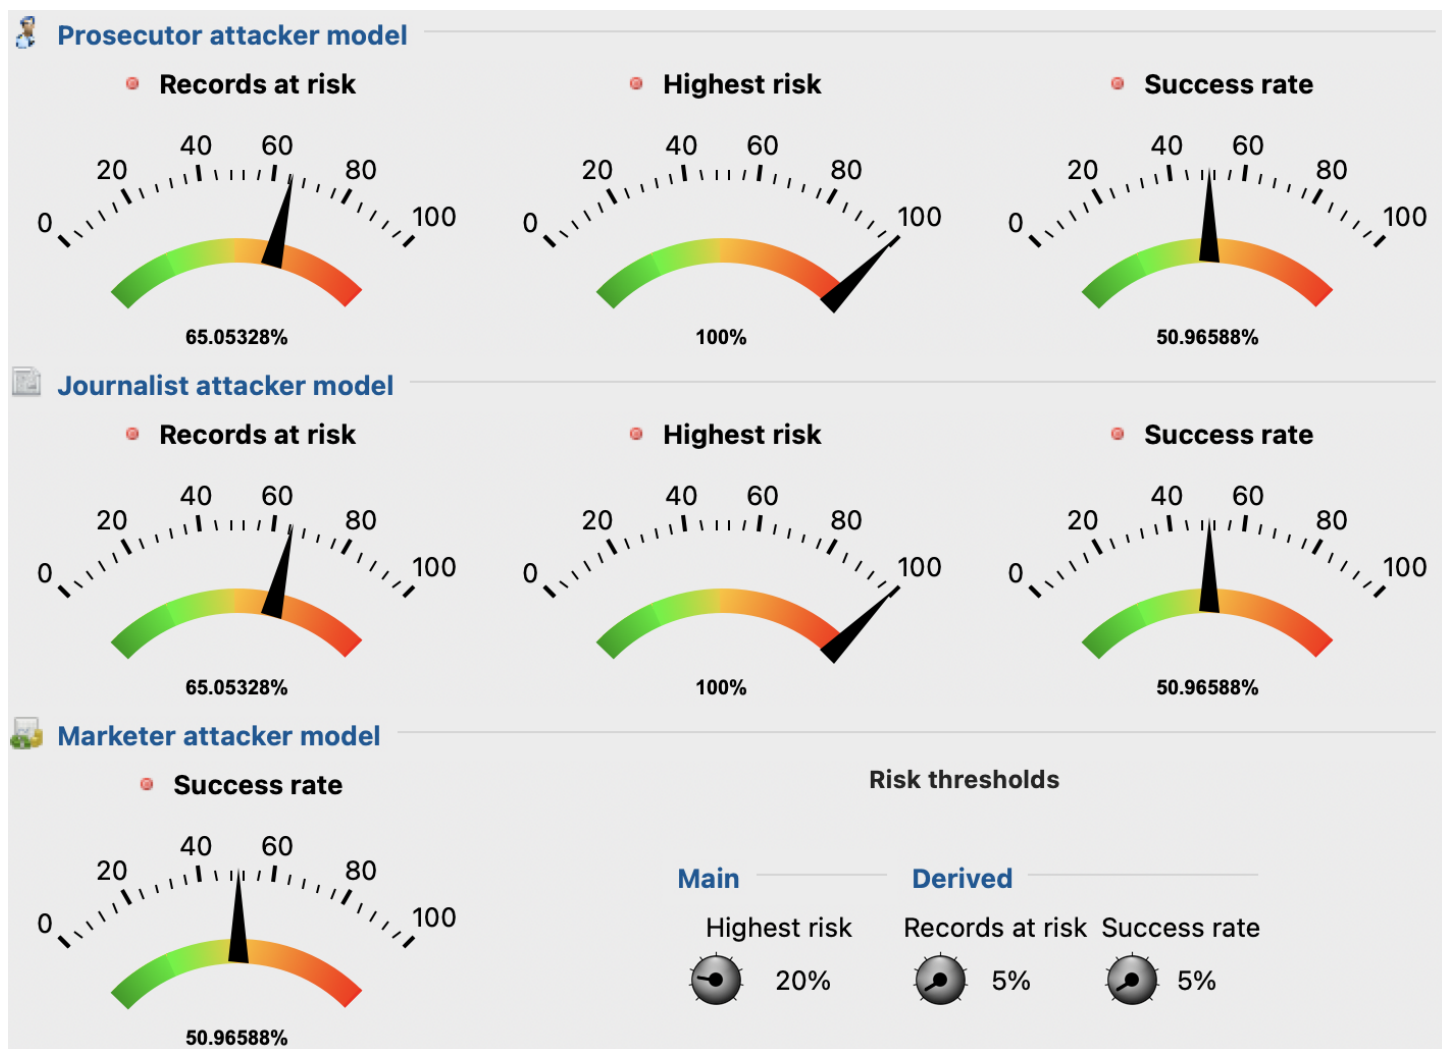 Prosecutor attacker model
Records at risk
0 20 40 60 80 100
65.05328%
Highest risk
0 20 40 60 80 100
100%
Success rate
0 20 40 60 80 100
50.96588%
Journalist attacker model
Records at risk
0 20 40 60 80 100
65.05328%
Highest risk
0 20 40 60 80 100
100%
Success rate
0 20 40 60 80 100
50.96588%
Marketer attacker model
Success rate
0 20 40 60 80 100
50.96588%
Risk thresholds
Main
Highest risk
20%
Derived
Records at risk
5%
Success rate
5%